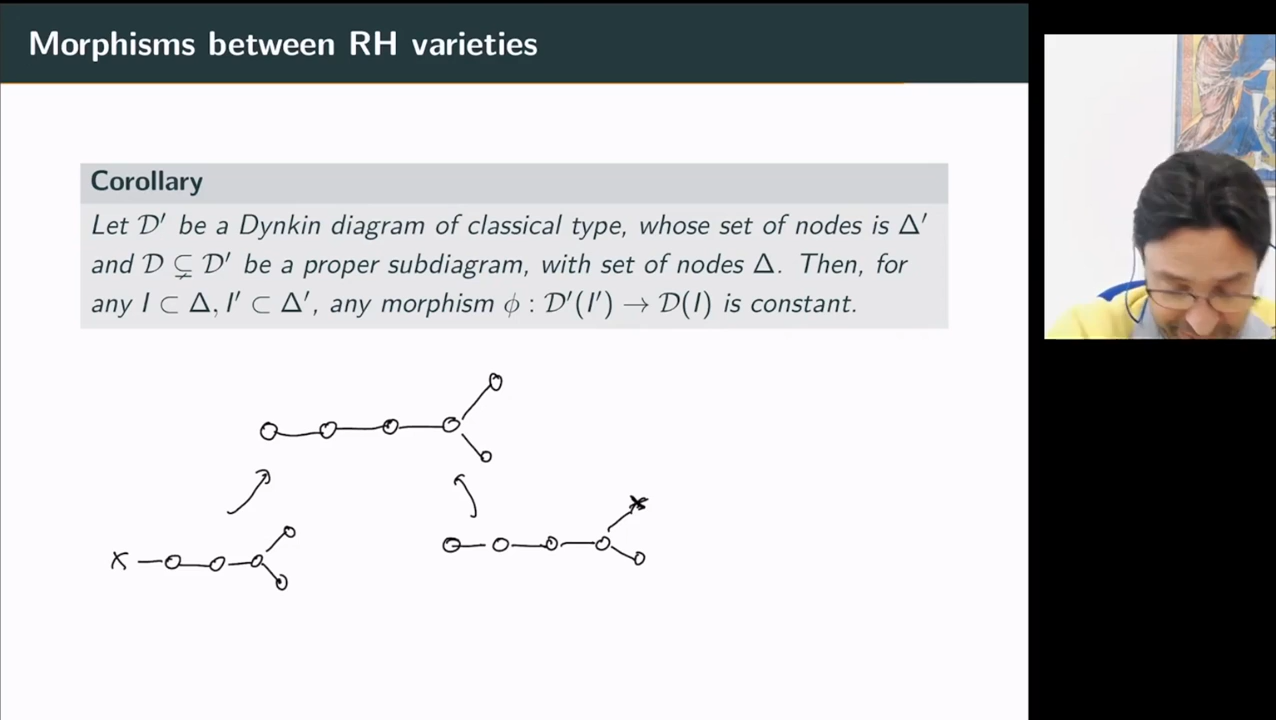 Morphisms between RH varieties
Corollary
Let 𝒟′ be a Dynkin diagram of classical type, whose set of nodes is Δ′
and 𝒟 ⊊ 𝒟′ be a proper subdiagram, with set of nodes Δ. Then, for
any I ⊂ Δ, I′ ⊂ Δ′, any morphism ϕ : 𝒟′(I′) → 𝒟(I) is constant.